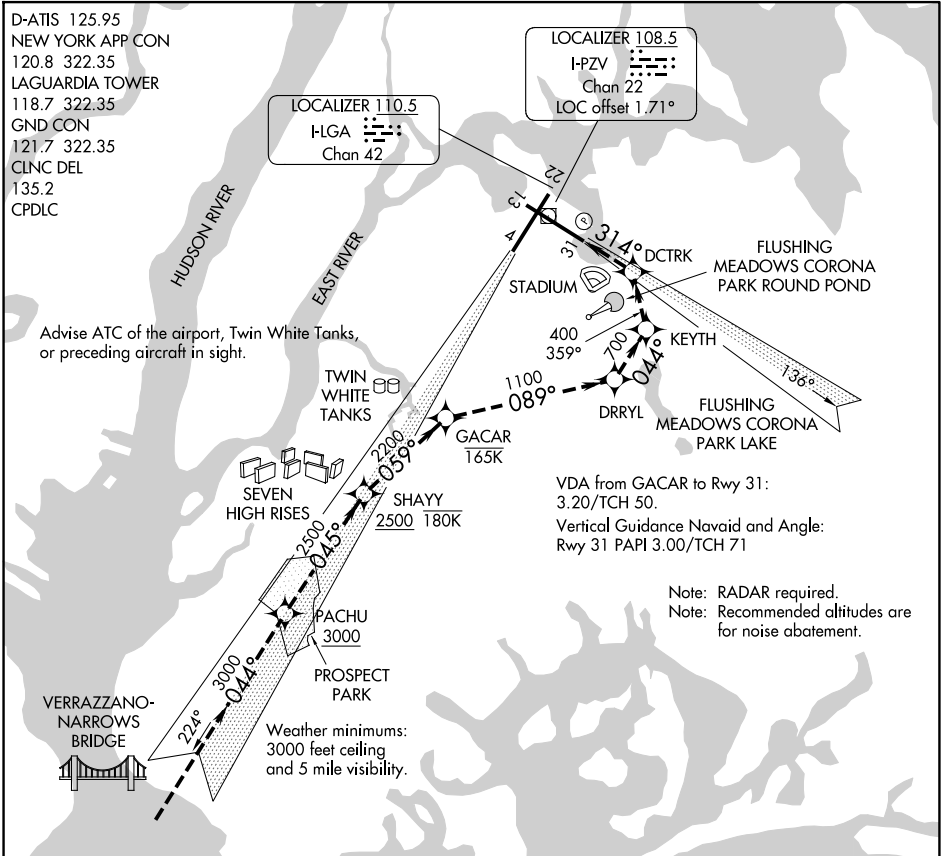 D-ATIS 125.95
NEW YORK APP CON
120.8 322.35
LAGUARDIA TOWER
118.7 322.35
GND CON
121.7 322.35
CLNC DEL
135.2
CPDLC
LOCALIZER 108.5
I-PZV
Chan 22
LOC offset 1.71°
LOCALIZER 110.5
I-LGA
Chan 42
HUDSON RIVER
EAST RIVER
22
13
4
31
P
314°
DCTRK
STADIUM
FLUSHING
MEADOWS CORONA
PARK ROUND POND
Advise ATC of the airport, Twin White Tanks,
or preceding aircraft in sight.
400
359°
KEYTH
700
044°
136°
TWIN
WHITE
TANKS
1100
089°
DRRYL
FLUSHING
MEADOWS CORONA
PARK LAKE
GACAR
165K
2200
059°
SEVEN
HIGH RISES
SHAYY
2500 180K
VDA from GACAR to Rwy 31:
3.20/TCH 50.
Vertical Guidance Navaid and Angle:
Rwy 31 PAPI 3.00/TCH 71
2500
045°
Note: RADAR required.
Note: Recommended altitudes are
for noise abatement.
PACHU
3000
PROSPECT
PARK
3000
044°
224°
VERRAZZANO-
NARROWS
BRIDGE
Weather minimums:
3000 feet ceiling
and 5 mile visibility.